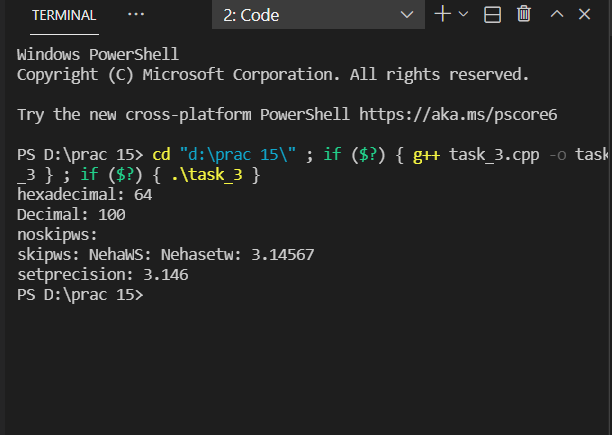 TERMINAL ... 2: Code
Windows PowerShell
Copyright (C) Microsoft Corporation. All rights reserved.
Try the new cross-platform PowerShell https://aka.ms/pscore6
PS D:\prac 15> cd "d:\prac 15\" ; if ($?) { g++ task_3.cpp -o task
_3 } ; if ($?) { .\task_3 }
hexadecimal: 64
Decimal: 100
noskipws:
skipws: NehaWS: Nehasetw: 3.14567
setprecision: 3.146
PS D:\prac 15>